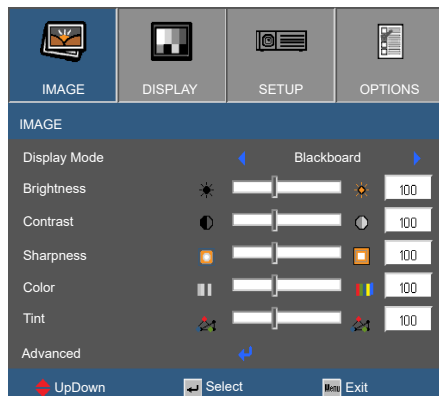 IMAGE DISPLAY SETUP OPTIONS
IMAGE
Display Mode Blackboard
Brightness 100
Contrast 100
Sharpness 100
Color 100
Tint 100
Advanced
UpDown Select Menu Exit